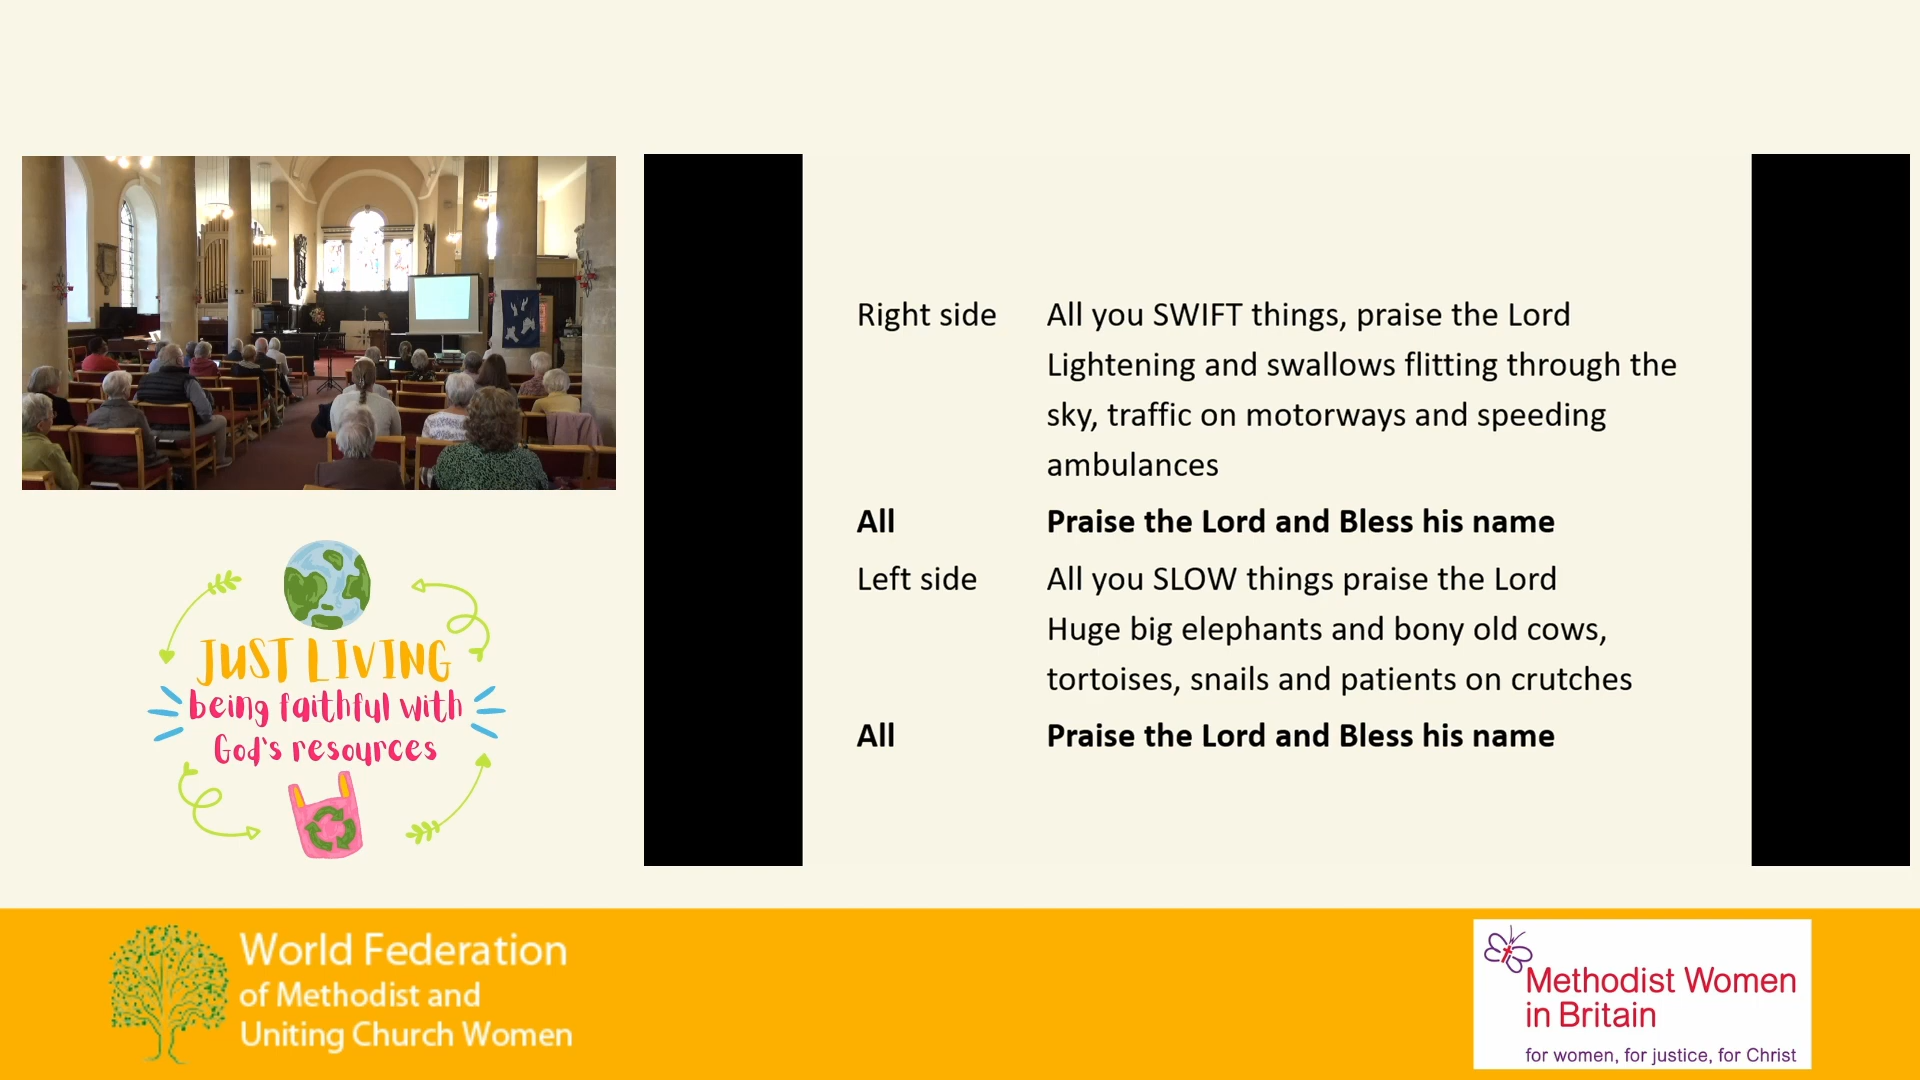 Right side All you SWIFT things, praise the Lord
Lightening and swallows flitting through the
sky, traffic on motorways and speeding
ambulances
All Praise the Lord and Bless his name
Left side All you SLOW things praise the Lord
Huge big elephants and bony old cows,
tortoises, snails and patients on crutches
All Praise the Lord and Bless his name
JUST LIVING
being faithful with
God's resources
World Federation
of Methodist and
Uniting Church Women
Methodist Women
in Britain
for women, for justice, for Christ